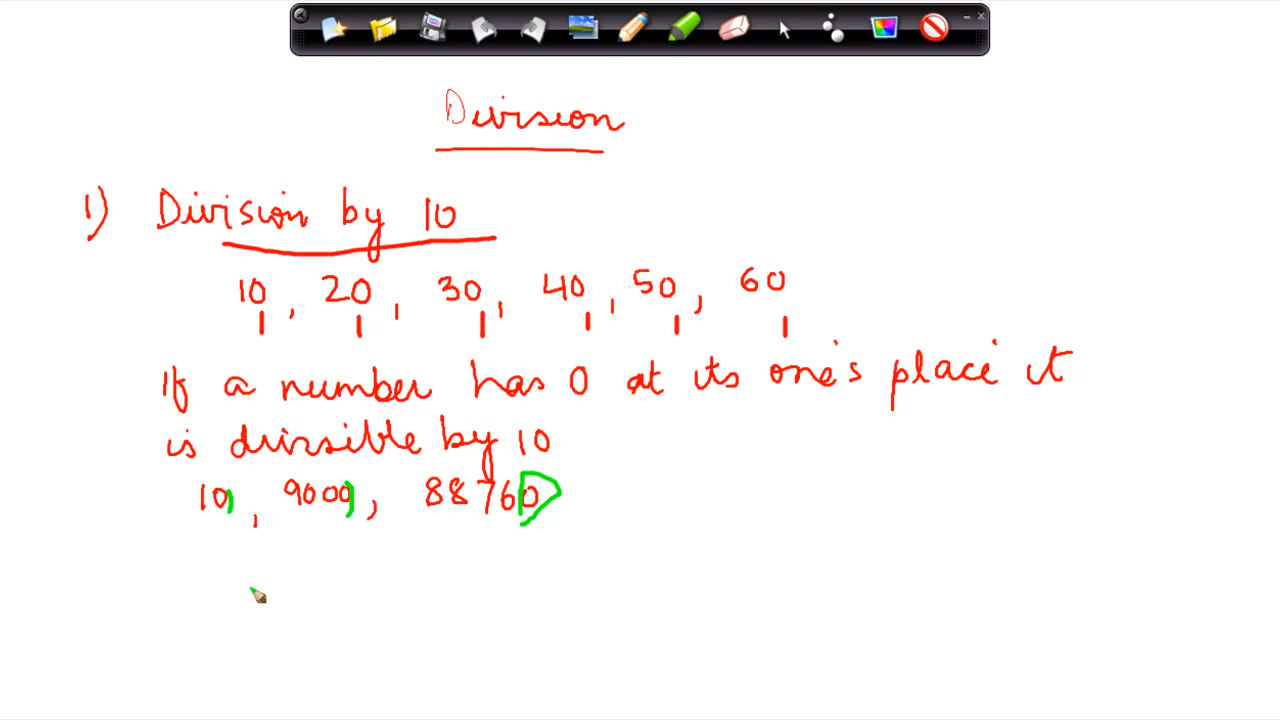 Division
1) Division by 10
10, 20, 30, 40, 50, 60
If a number has 0 at its one's place it
is divisible by 10
10, 9000, 88760